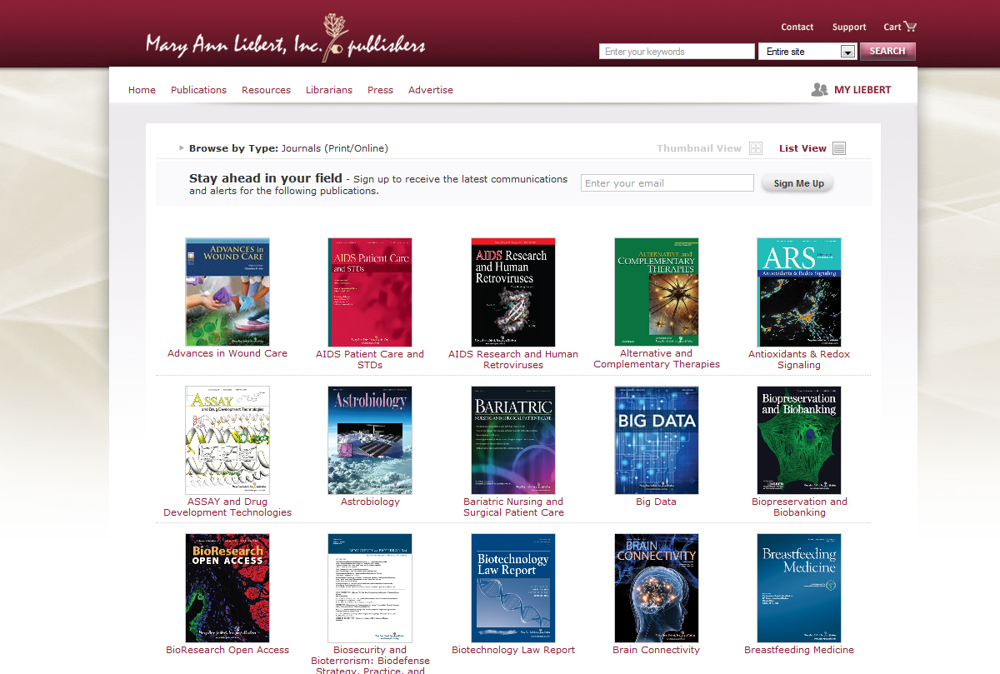 Mary Ann Liebert, Inc. publishers
Contact Support Cart
Enter your keywords Entire site SEARCH
Home Publications Resources Librarians Press Advertise MY LIEBERT
Browse by Type: Journals (Print/Online) Thumbnail View List View
Stay ahead in your field - Sign up to receive the latest communications
and alerts for the following publications.
Enter your email Sign Me Up
ADVANCES in
WOUND CARE
Advances in Wound Care
AIDS Patient Care
and STDs
AIDS Patient Care and
STDs
AIDS Research
and Human
Retroviruses
AIDS Research and Human
Retroviruses
ALTERNATIVE and
COMPLEMENTARY
THERAPIES
Alternative and
Complementary Therapies
ARS
Antioxidants & Redox Signaling
Antioxidants & Redox
Signaling
ASSAY
and Drug Development Technologies
ASSAY and Drug
Development Technologies
Astrobiology
Astrobiology
BARIATRIC
NURSING AND SURGICAL PATIENT CARE
Bariatric Nursing and
Surgical Patient Care
BIG DATA
Big Data
Biopreservation
and Biobanking
Biopreservation and
Biobanking
BioResearch
OPEN ACCESS
BioResearch Open Access
Biosecurity and
Bioterrorism: Biodefense
Strategy, Practice, and
Biotechnology
Law Report
Biotechnology Law Report
BRAIN
CONNECTIVITY
Brain Connectivity
Breastfeeding
Medicine
Breastfeeding Medicine